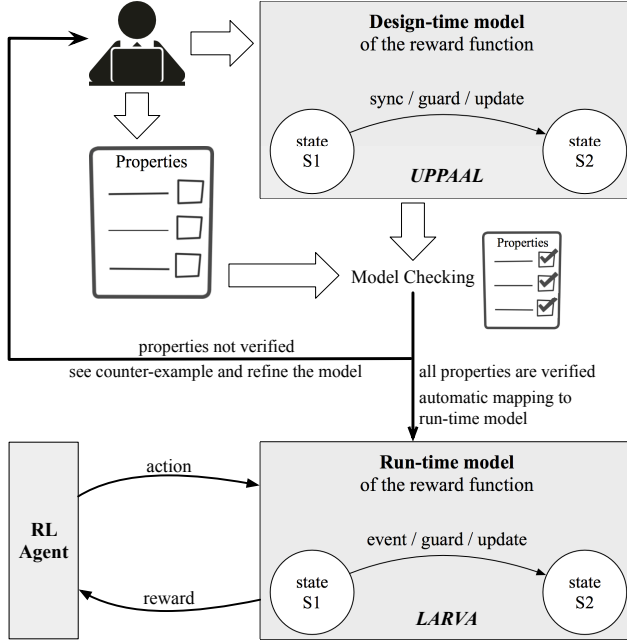 Design-time model
of the reward function
sync / guard / update
state
S1
state
S2
UPPAAL
Properties
Properties
Model Checking
properties not verified
see counter-example and refine the model
all properties are verified
automatic mapping to
run-time model
Run-time model
of the reward function
action
RL
Agent
event / guard / update
state
S1
state
S2
reward
LARVA